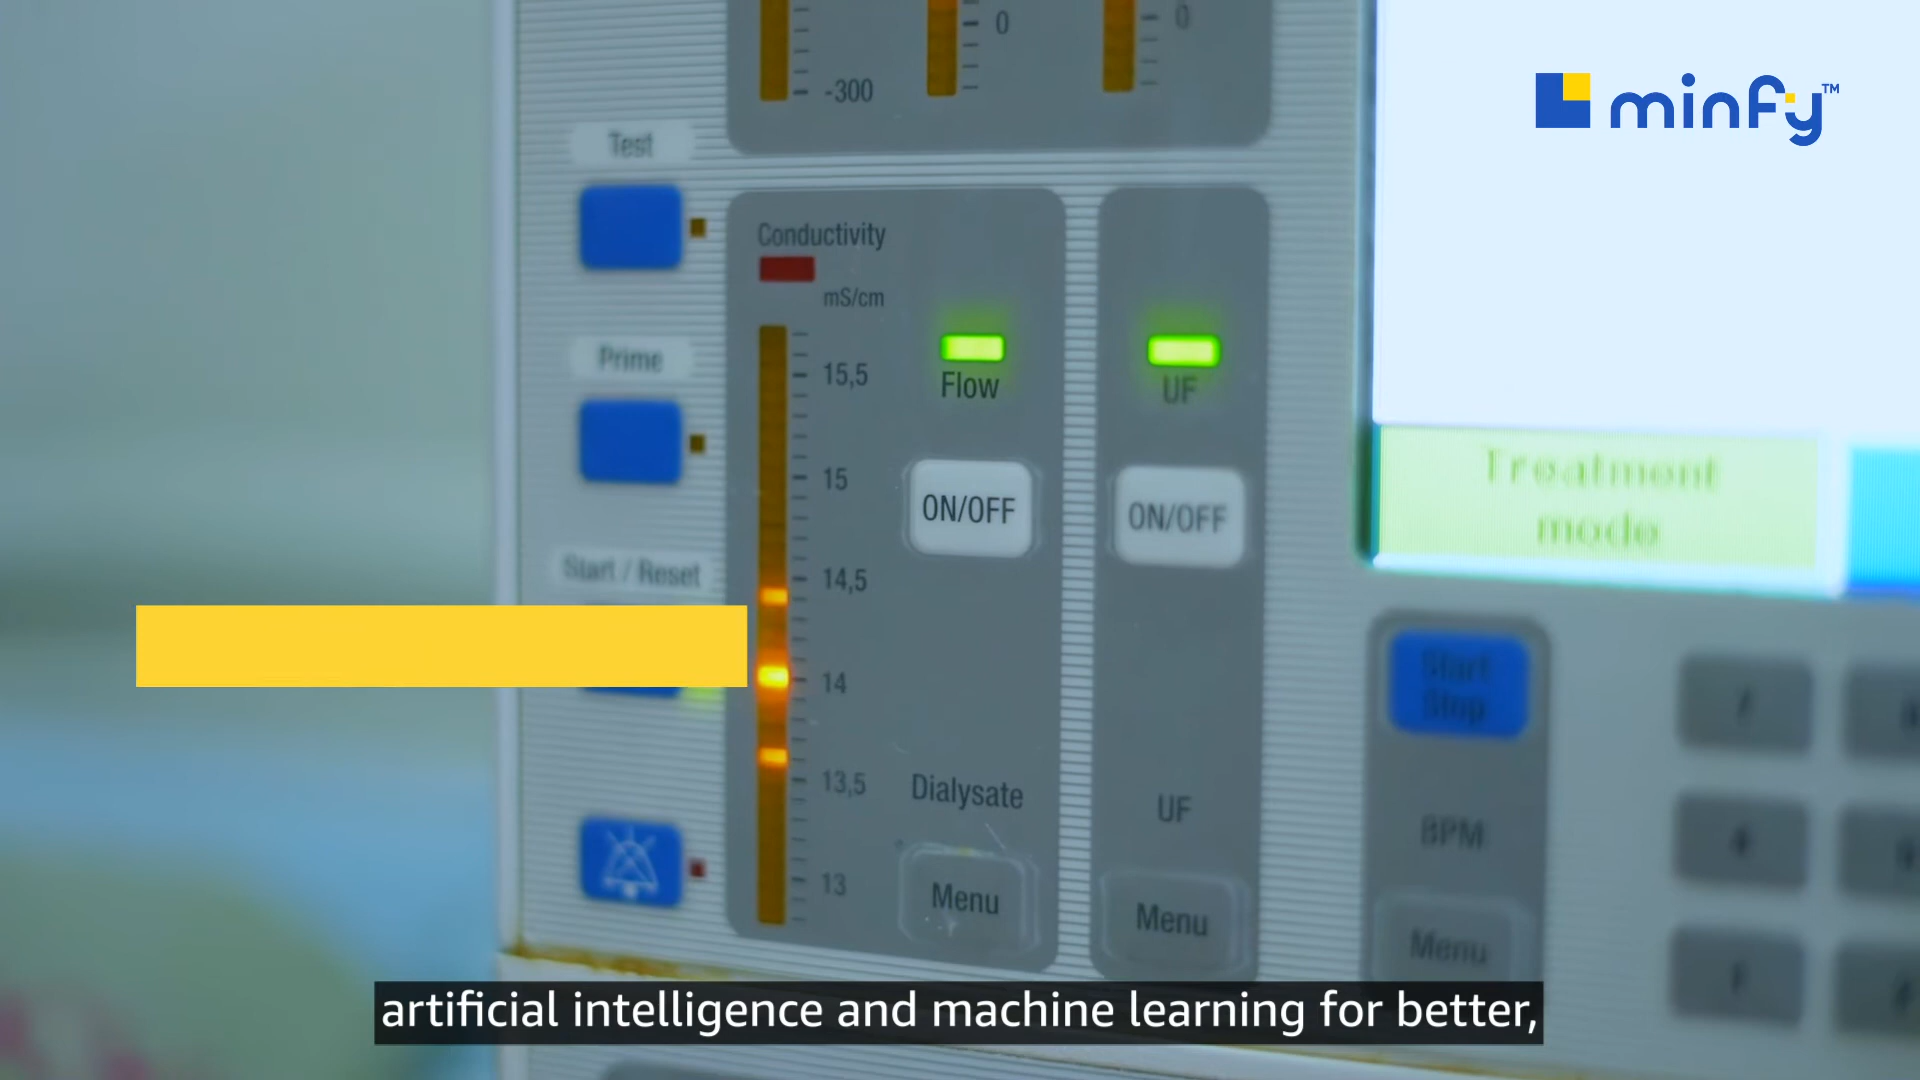 0
0
-300
minfy™
Test
Conductivity
mS/cm
Prime
15,5
Flow
UF
15
ON/OFF
ON/OFF
Treatment
mode
Start / Reset
14,5
14
Start
Stop
13,5
Dialysate
UF
BPM
13
Menu
Menu
Menu
artificial intelligence and machine learning for better,